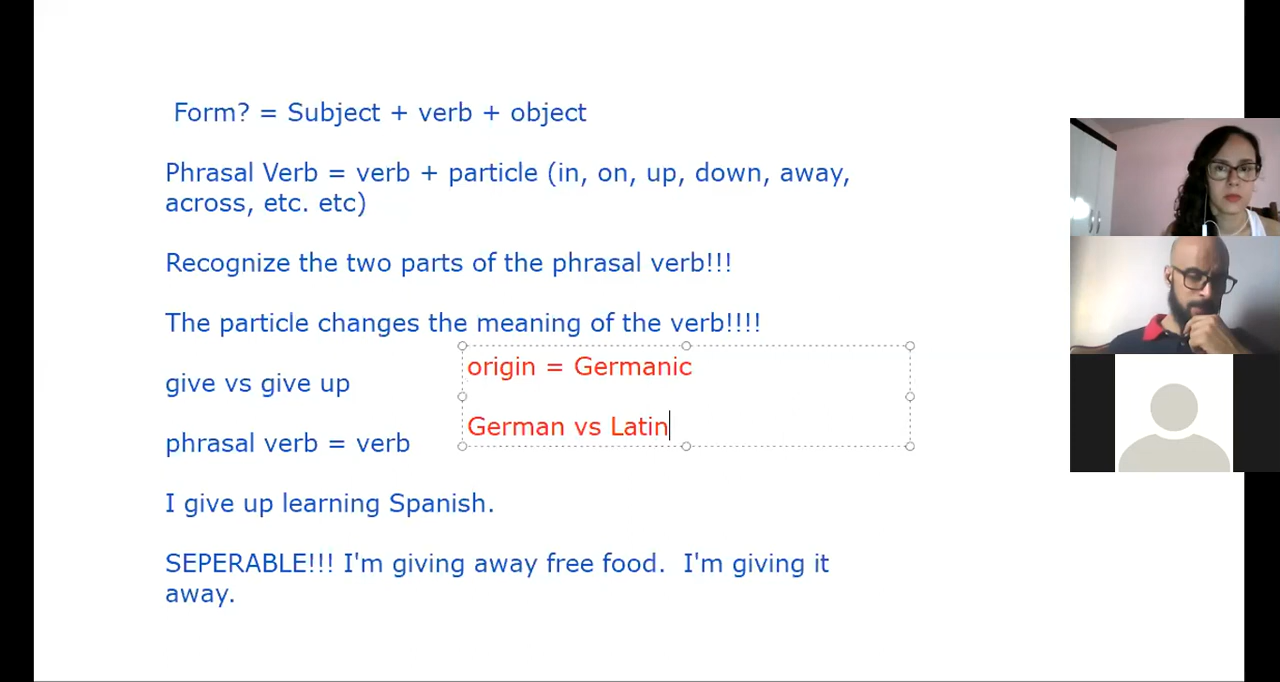 Form? = Subject + verb + object
Phrasal Verb = verb + particle (in, on, up, down, away,
across, etc. etc)
Recognize the two parts of the phrasal verb!!!
The particle changes the meaning of the verb!!!!
origin = Germanic
give vs give up
German vs Latin
phrasal verb = verb
I give up learning Spanish.
SEPERABLE!!! I'm giving away free food.  I'm giving it
away.